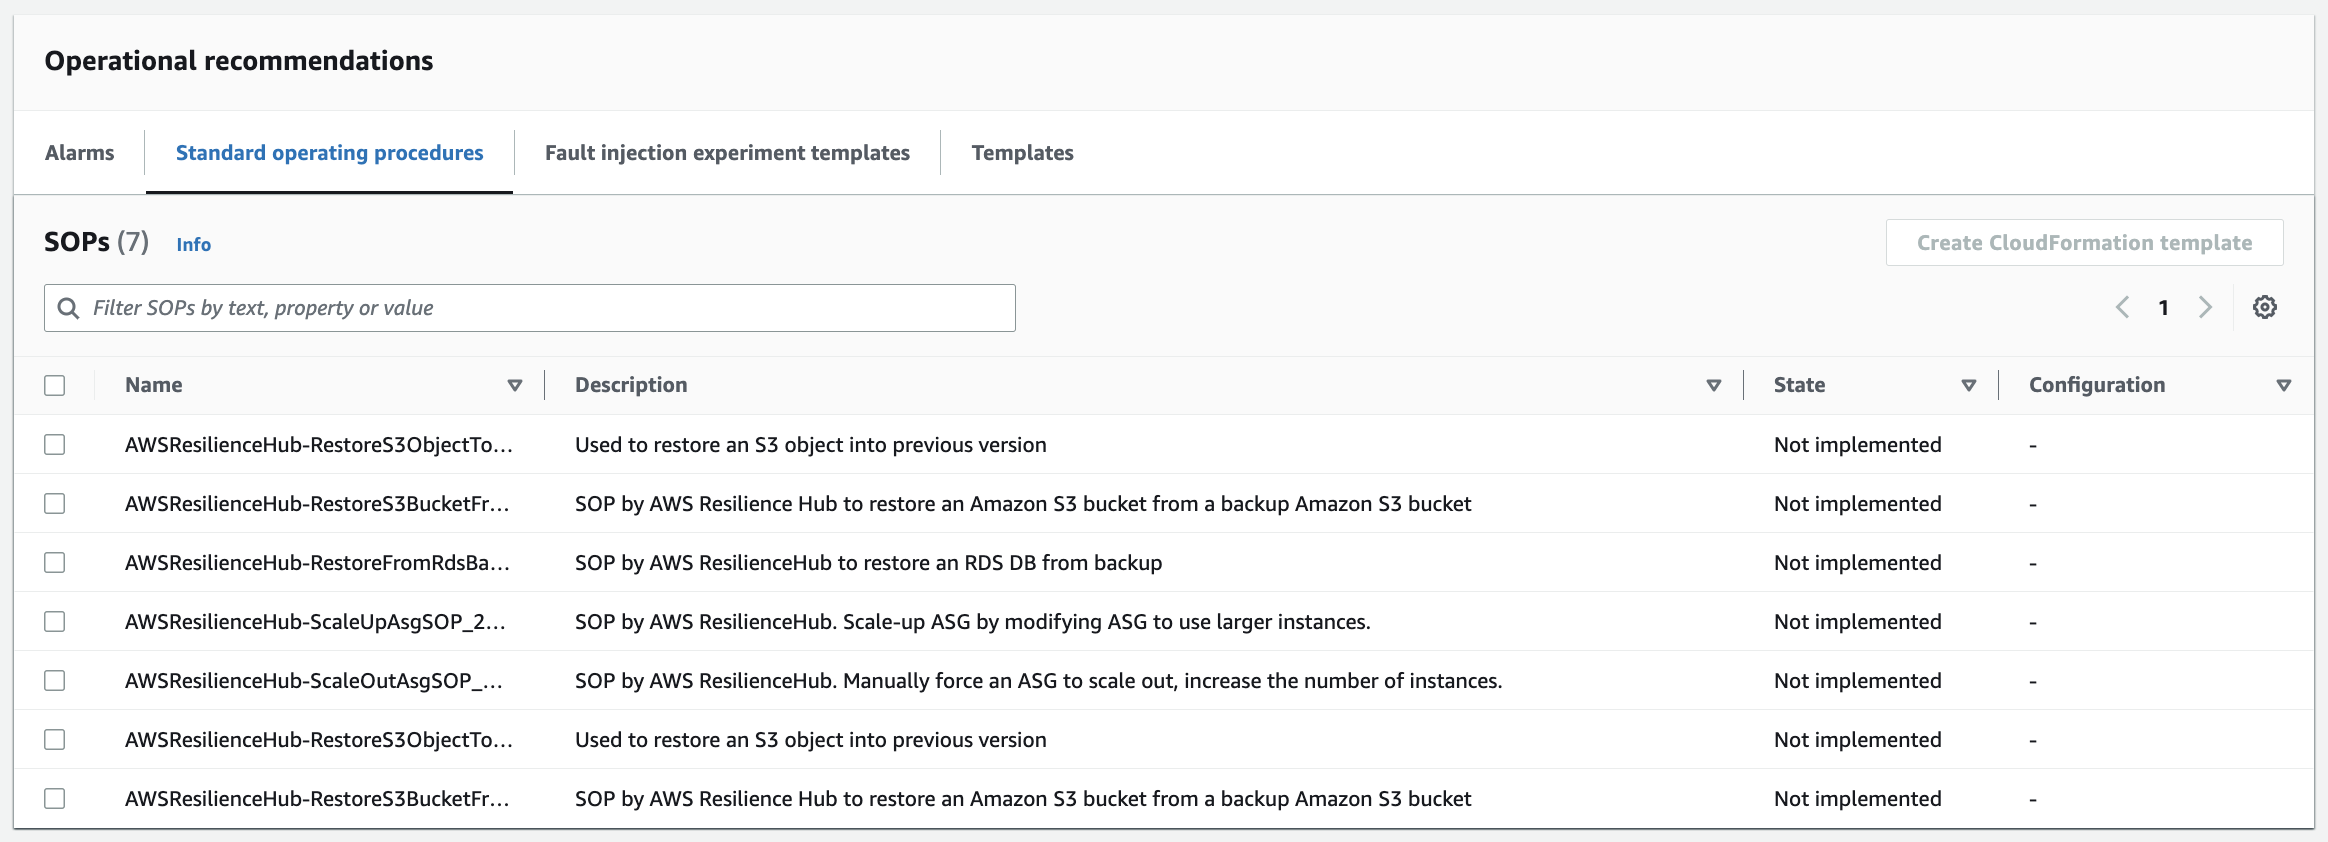 Operational recommendations
Alarms Standard operating procedures Fault injection experiment templates Templates
SOPs (7) Info Create CloudFormation template
Filter SOPs by text, property or value 1
Name Description State Configuration
AWSResilienceHub-RestoreS3ObjectTo... Used to restore an S3 object into previous version Not implemented -
AWSResilienceHub-RestoreS3BucketFr... SOP by AWS Resilience Hub to restore an Amazon S3 bucket from a backup Amazon S3 bucket Not implemented -
AWSResilienceHub-RestoreFromRdsBa... SOP by AWS ResilienceHub to restore an RDS DB from backup Not implemented -
AWSResilienceHub-ScaleUpAsgSOP_2... SOP by AWS ResilienceHub. Scale-up ASG by modifying ASG to use larger instances. Not implemented -
AWSResilienceHub-ScaleOutAsgSOP_... SOP by AWS ResilienceHub. Manually force an ASG to scale out, increase the number of instances. Not implemented -
AWSResilienceHub-RestoreS3ObjectTo... Used to restore an S3 object into previous version Not implemented -
AWSResilienceHub-RestoreS3BucketFr... SOP by AWS Resilience Hub to restore an Amazon S3 bucket from a backup Amazon S3 bucket Not implemented -